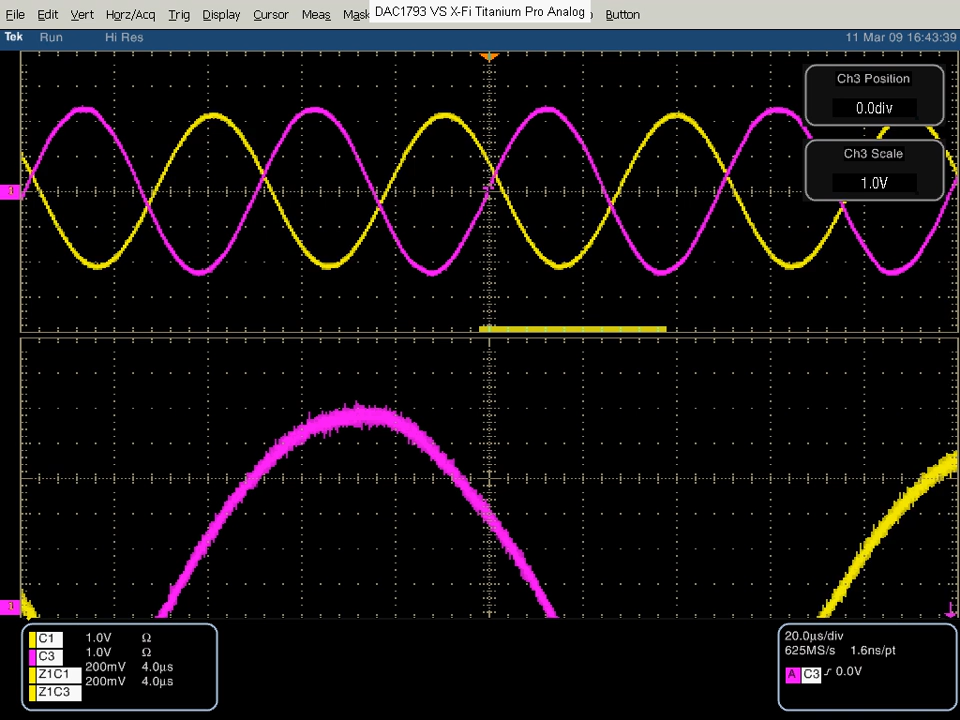 File Edit Vert Horz/Acq Trig Display Cursor Meas Mask Button
DAC1793 VS X-Fi Titanium Pro Analog
Tek Run Hi Res 11 Mar 09 16:43:39
Ch3 Position
0.0div
Ch3 Scale
1.0V
C1 1.0V Ω
C3 1.0V Ω
Z1C1 200mV 4.0µs
Z1C3 200mV 4.0µs
20.0µs/div
625MS/s 1.6ns/pt
A C3 0.0V